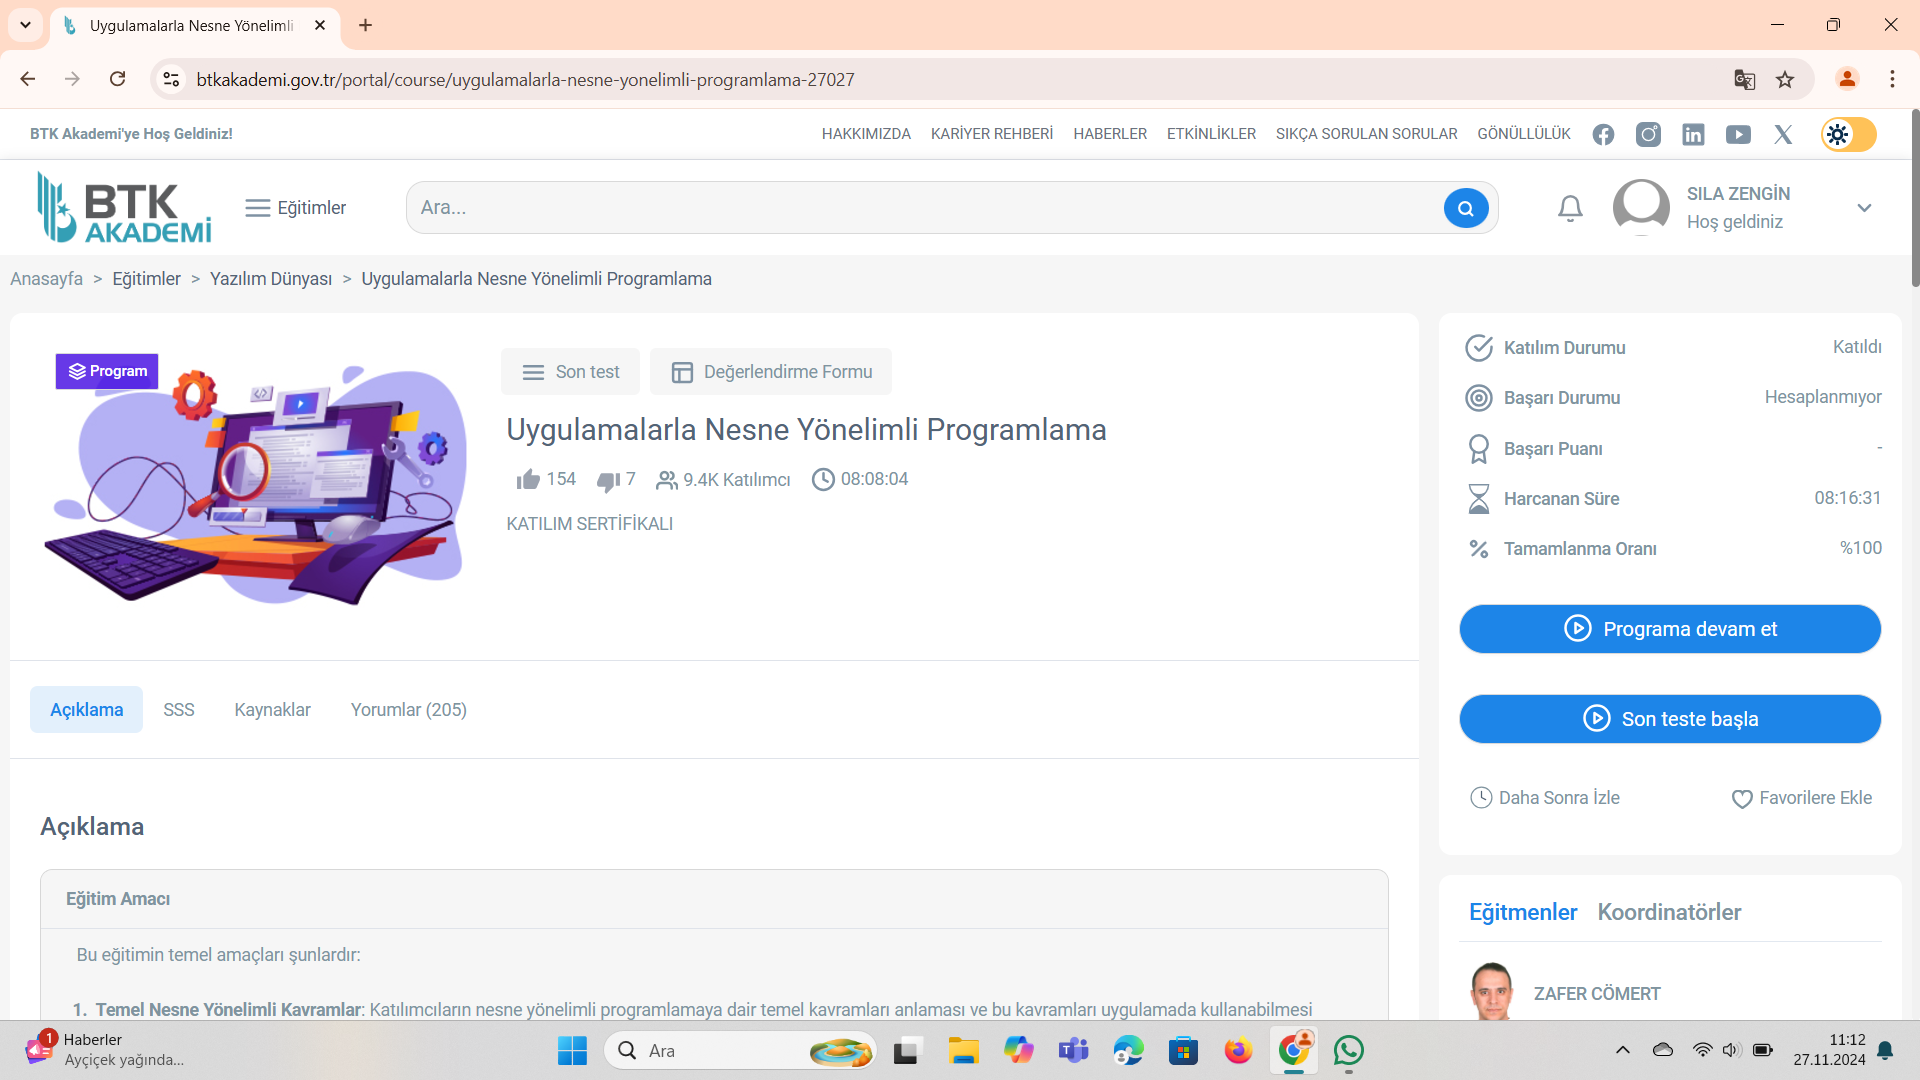 Uygulamalarla Nesne Yönelimli
btkakademi.gov.tr/portal/course/uygulamalarla-nesne-yonelimli-programlama-27027
BTK Akademi'ye Hoş Geldiniz!
HAKKIMIZDA KARİYER REHBERİ HABERLER ETKİNLİKLER SIKÇA SORULAN SORULAR GÖNÜLLÜLÜK
BTK
AKADEMİ
Eğitimler
Ara...
SILA ZENGİN
Hoş geldiniz
Anasayfa > Eğitimler > Yazılım Dünyası > Uygulamalarla Nesne Yönelimli Programlama
Program
Son test
Değerlendirme Formu
Uygulamalarla Nesne Yönelimli Programlama
154 7 9.4K Katılımcı 08:08:04
KATILIM SERTİFİKALI
Katılım Durumu Katıldı
Başarı Durumu Hesaplanmıyor
Başarı Puanı -
Harcanan Süre 08:16:31
Tamamlanma Oranı %100
Programa devam et
Son teste başla
Daha Sonra İzle Favorilere Ekle
Açıklama SSS Kaynaklar Yorumlar (205)
Açıklama
Eğitim Amacı
Bu eğitimin temel amaçları şunlardır:
1. Temel Nesne Yönelimli Kavramlar: Katılımcıların nesne yönelimli programlamaya dair temel kavramları anlaması ve bu kavramları uygulamada kullanabilmesi
Eğitmenler Koordinatörler
ZAFER CÖMERT
1
Haberler
Ayçiçek yağında...
Ara
11:12
27.11.2024